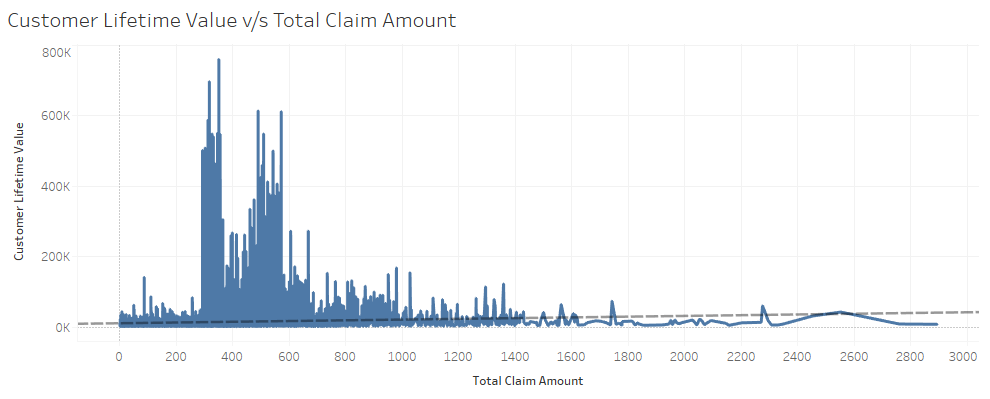 Customer Lifetime Value v/s Total Claim Amount
800K
600K
400K
200K
0K
Customer Lifetime Value
0 200 400 600 800 1000 1200 1400 1600 1800 2000 2200 2400 2600 2800 3000
Total Claim Amount